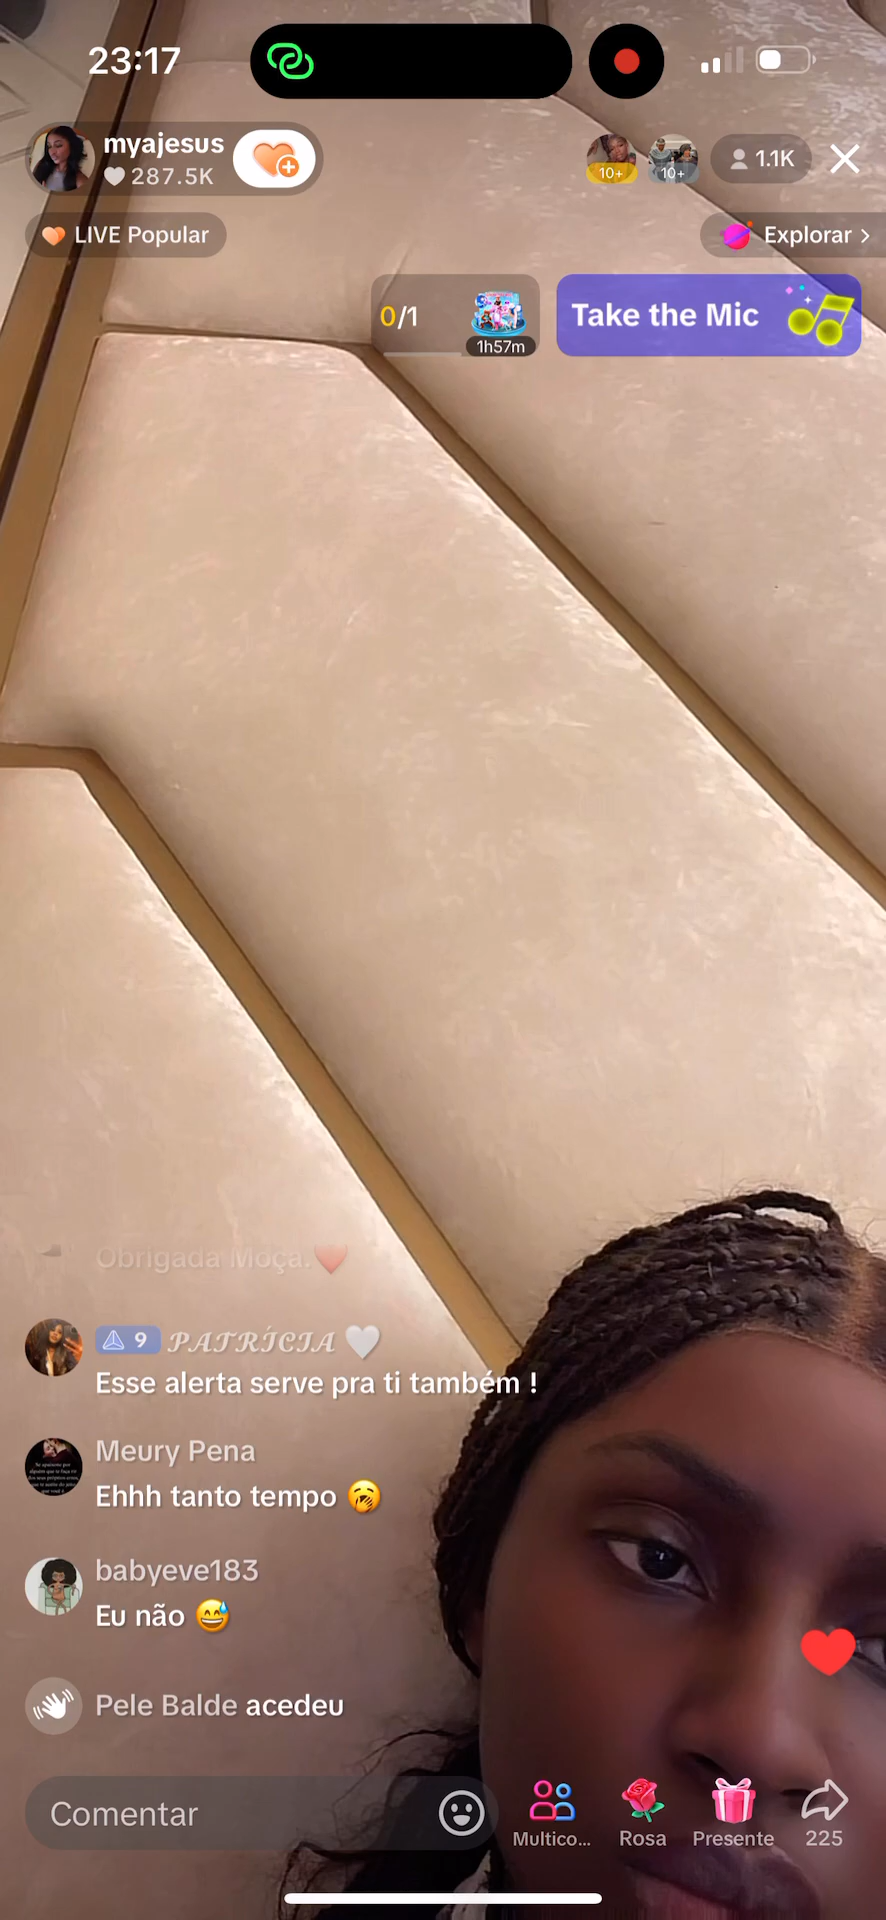 23:17
myajesus
287.5K
10+
10+
1.1K
LIVE Popular
Explorar >
0/1
1h57m
Take the Mic
Obrigada Moça.❤️
9 𝓟𝓐𝓣𝓡Í𝓒𝓘𝓐 🤍
Esse alerta serve pra ti também !
Meury Pena
Ehhh tanto tempo 🥱
babyeve183
Eu não 😅
Pele Balde acedeu
Comentar
Multico...
Rosa
Presente
225